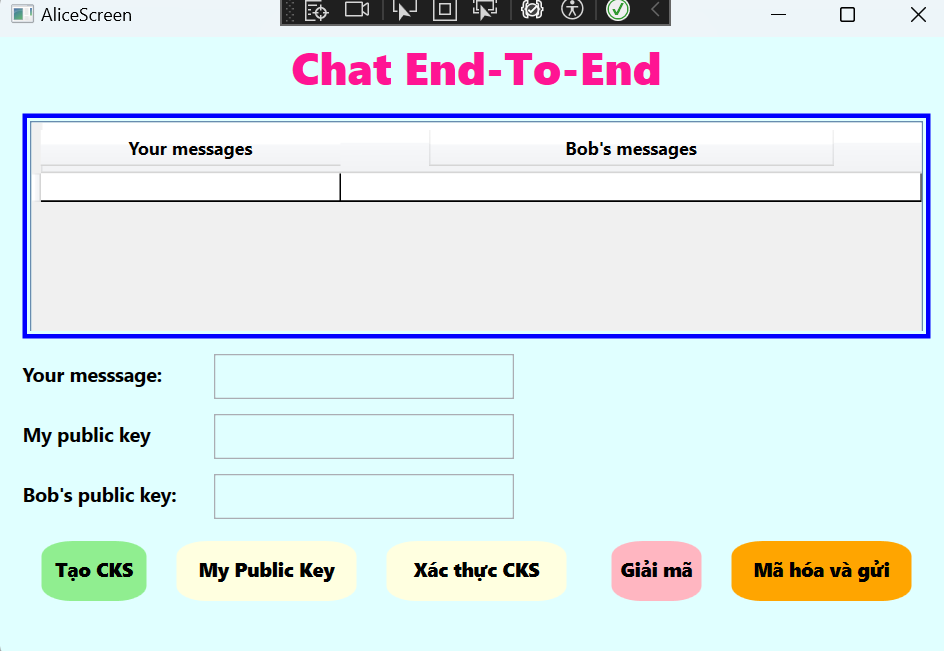 AliceScreen
Chat End-To-End
Your messages Bob's messages
Your messsage:
My public key
Bob's public key:
Tạo CKS My Public Key Xác thực CKS Giải mã Mã hóa và gửi